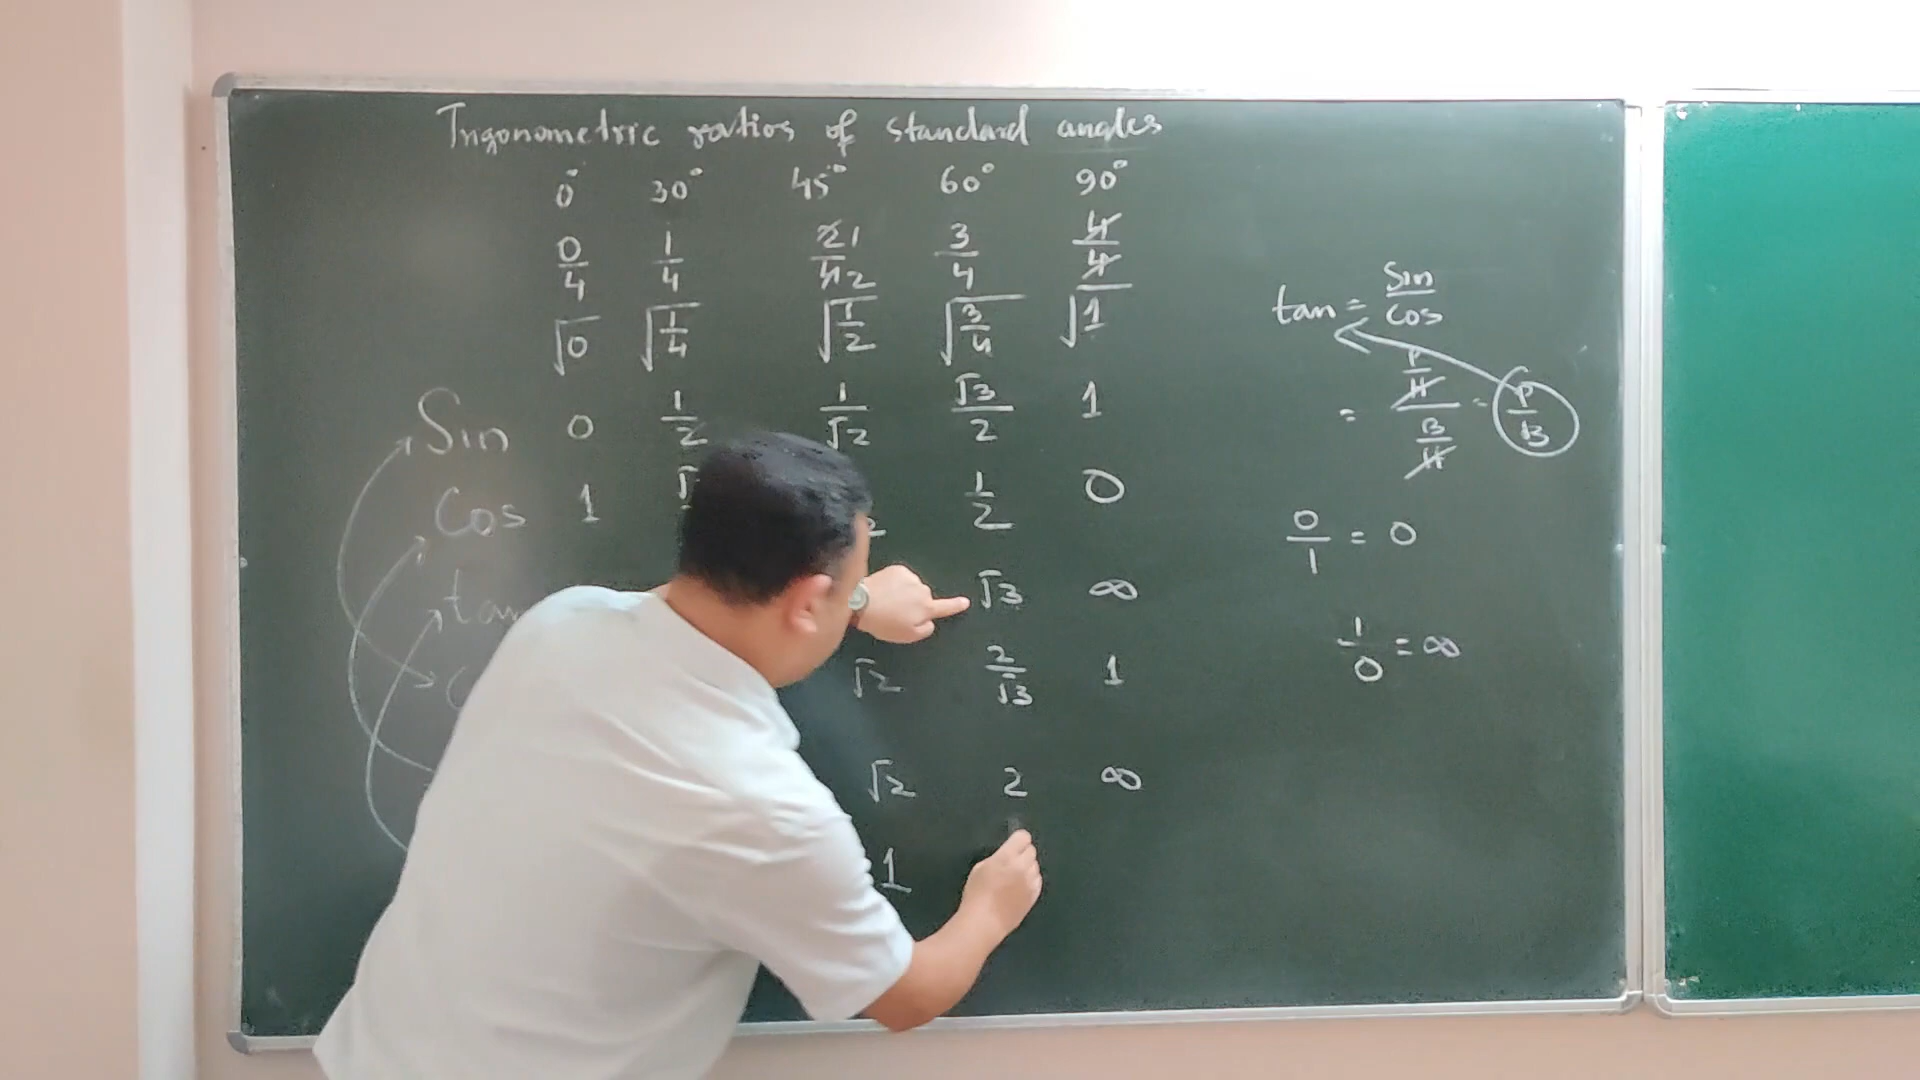 Trigonometric ratios of standard angles
0° 30° 45° 60° 90°
0/4 1/4 2/4 1/2 3/4 4/4
√0 √1/4 √1/2 √3/4 √1
Sin 0 1/2 1/√2 √3/2 1
Cos 1 1/2 0
tan √3 ∞
√2 2/√3 1
√2 2 ∞
1
tan = Sin/Cos
= P/H / B/H = P/B
0/1 = 0
1/0 = ∞